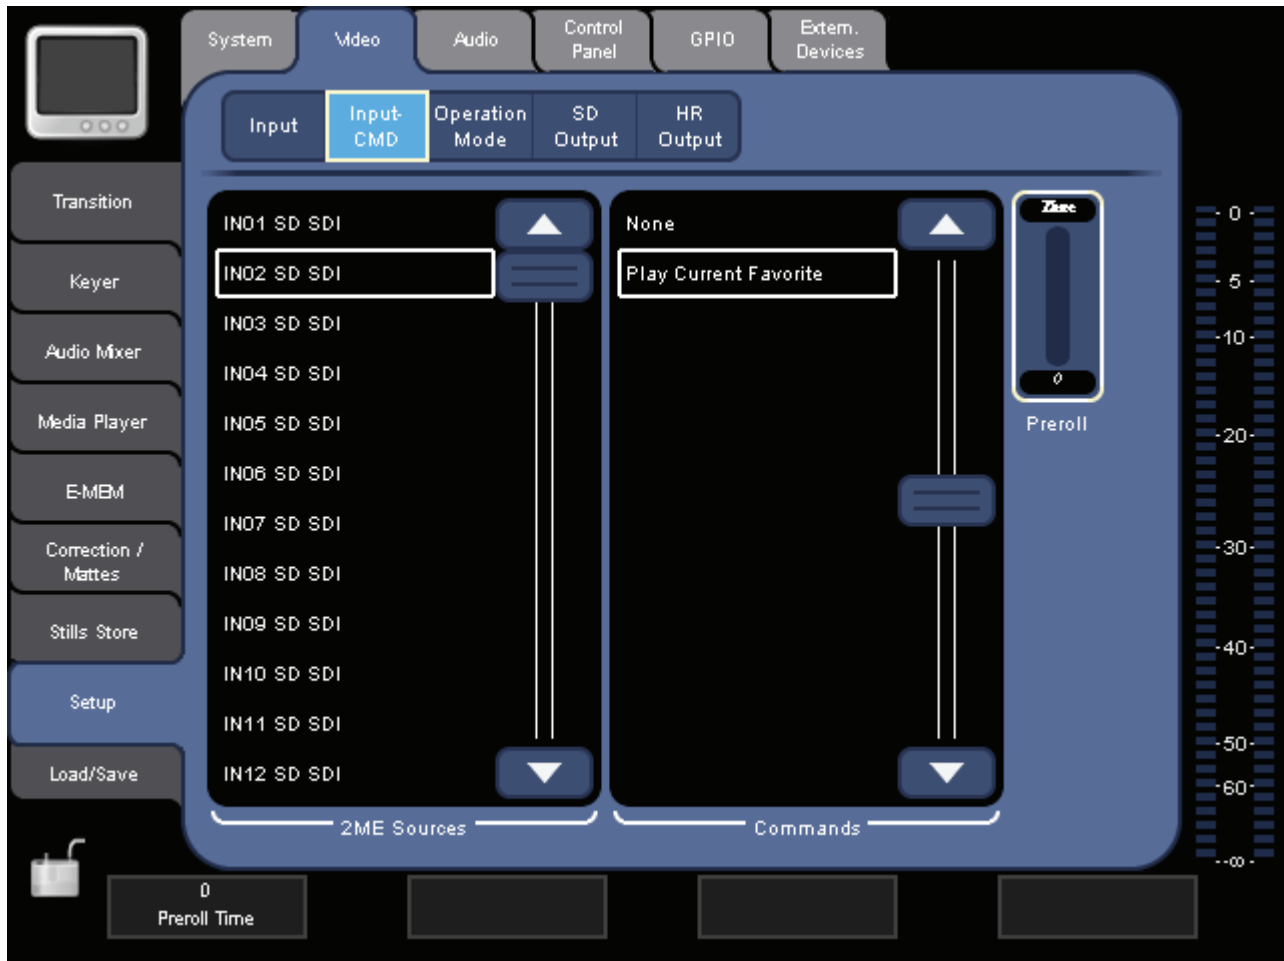 System
Video
Audio
Control
Panel
GPIO
Extern.
Devices
Input
Input-
CMD
Operation
Mode
SD
Output
HR
Output
Transition
Keyer
Audio Mixer
Media Player
E-MEM
Correction /
Mattes
Stills Store
Setup
Load/Save
IN01 SD SDI
IN02 SD SDI
IN03 SD SDI
IN04 SD SDI
IN05 SD SDI
IN06 SD SDI
IN07 SD SDI
IN08 SD SDI
IN09 SD SDI
IN10 SD SDI
IN11 SD SDI
IN12 SD SDI
2ME Sources
None
Play Current Favorite
Commands
Time
0
Preroll
- 0 -
- 5 -
-10-
-20-
-30-
-40-
-50-
-60-
--∞-
0
Preroll Time